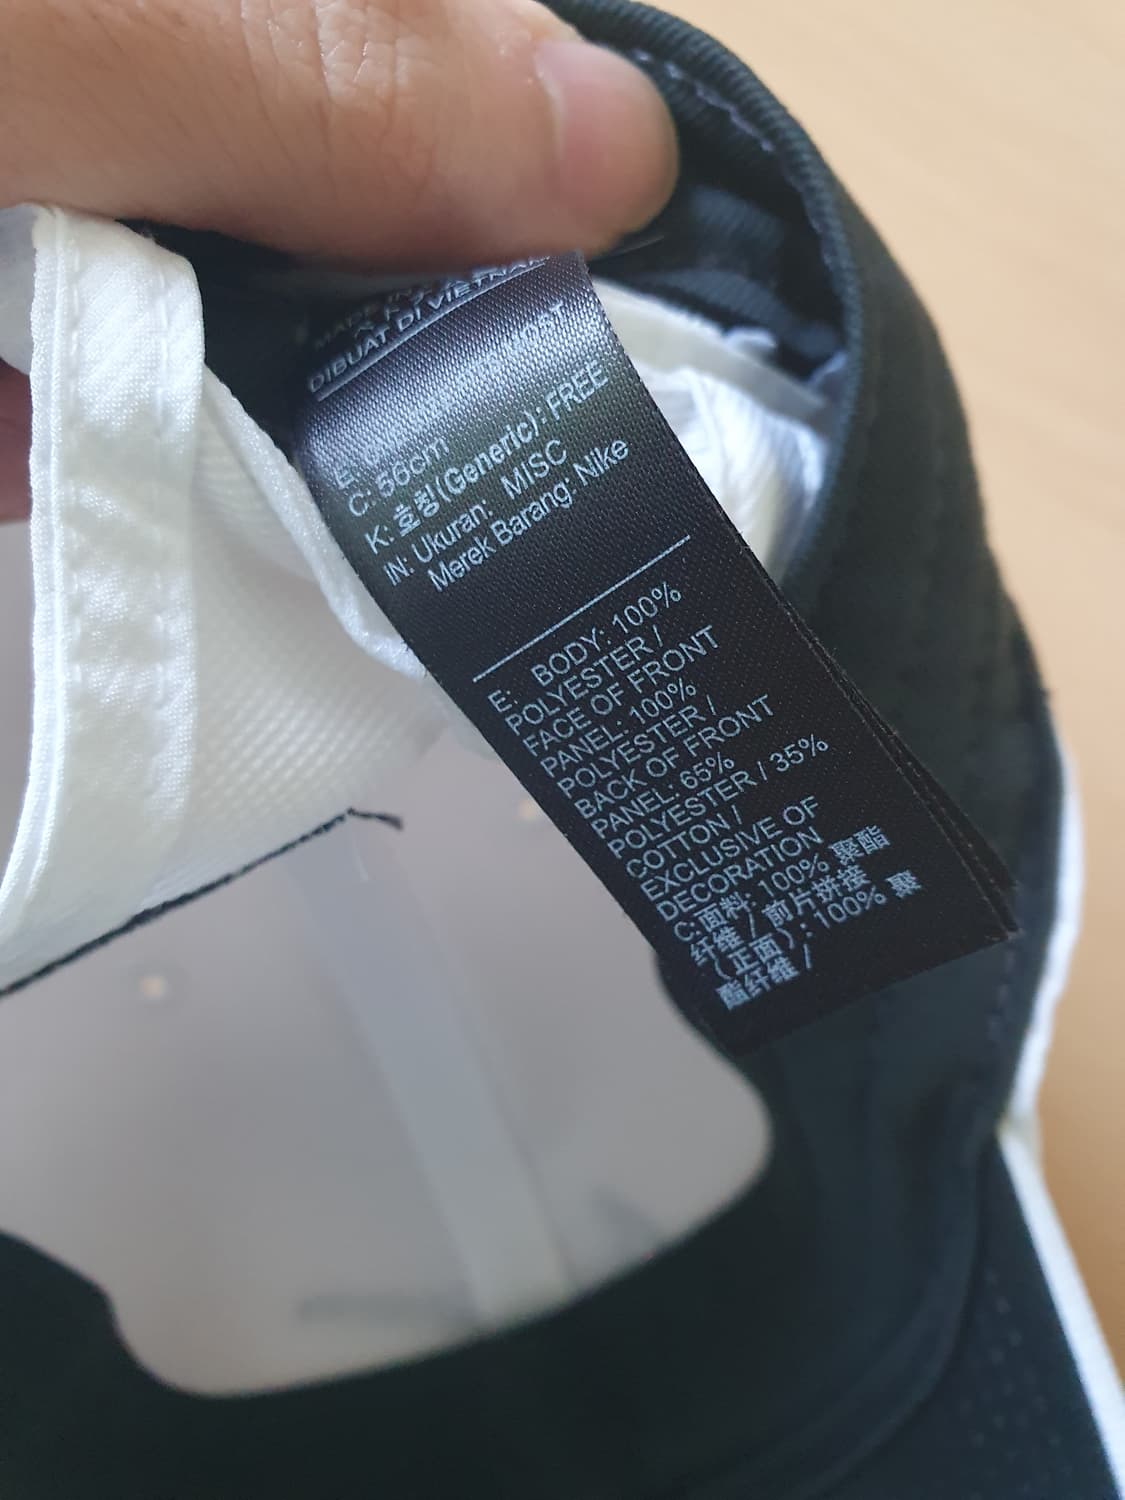 MADE IN
DIBUAT DI VIETNAM
E:
C: 56cm
K: 호칭(Generic): FREE
IN: Ukuran: MISC
Merek Barang: Nike
E: BODY: 100%
POLYESTER /
FACE OF FRONT
PANEL: 100%
POLYESTER /
BACK OF FRONT
PANEL: 65%
POLYESTER / 35%
COTTON /
EXCLUSIVE OF
DECORATION
C:面料: 100% 聚酯
纤维 / 前片拼接
（正面）: 100% 聚
酯纤维 /